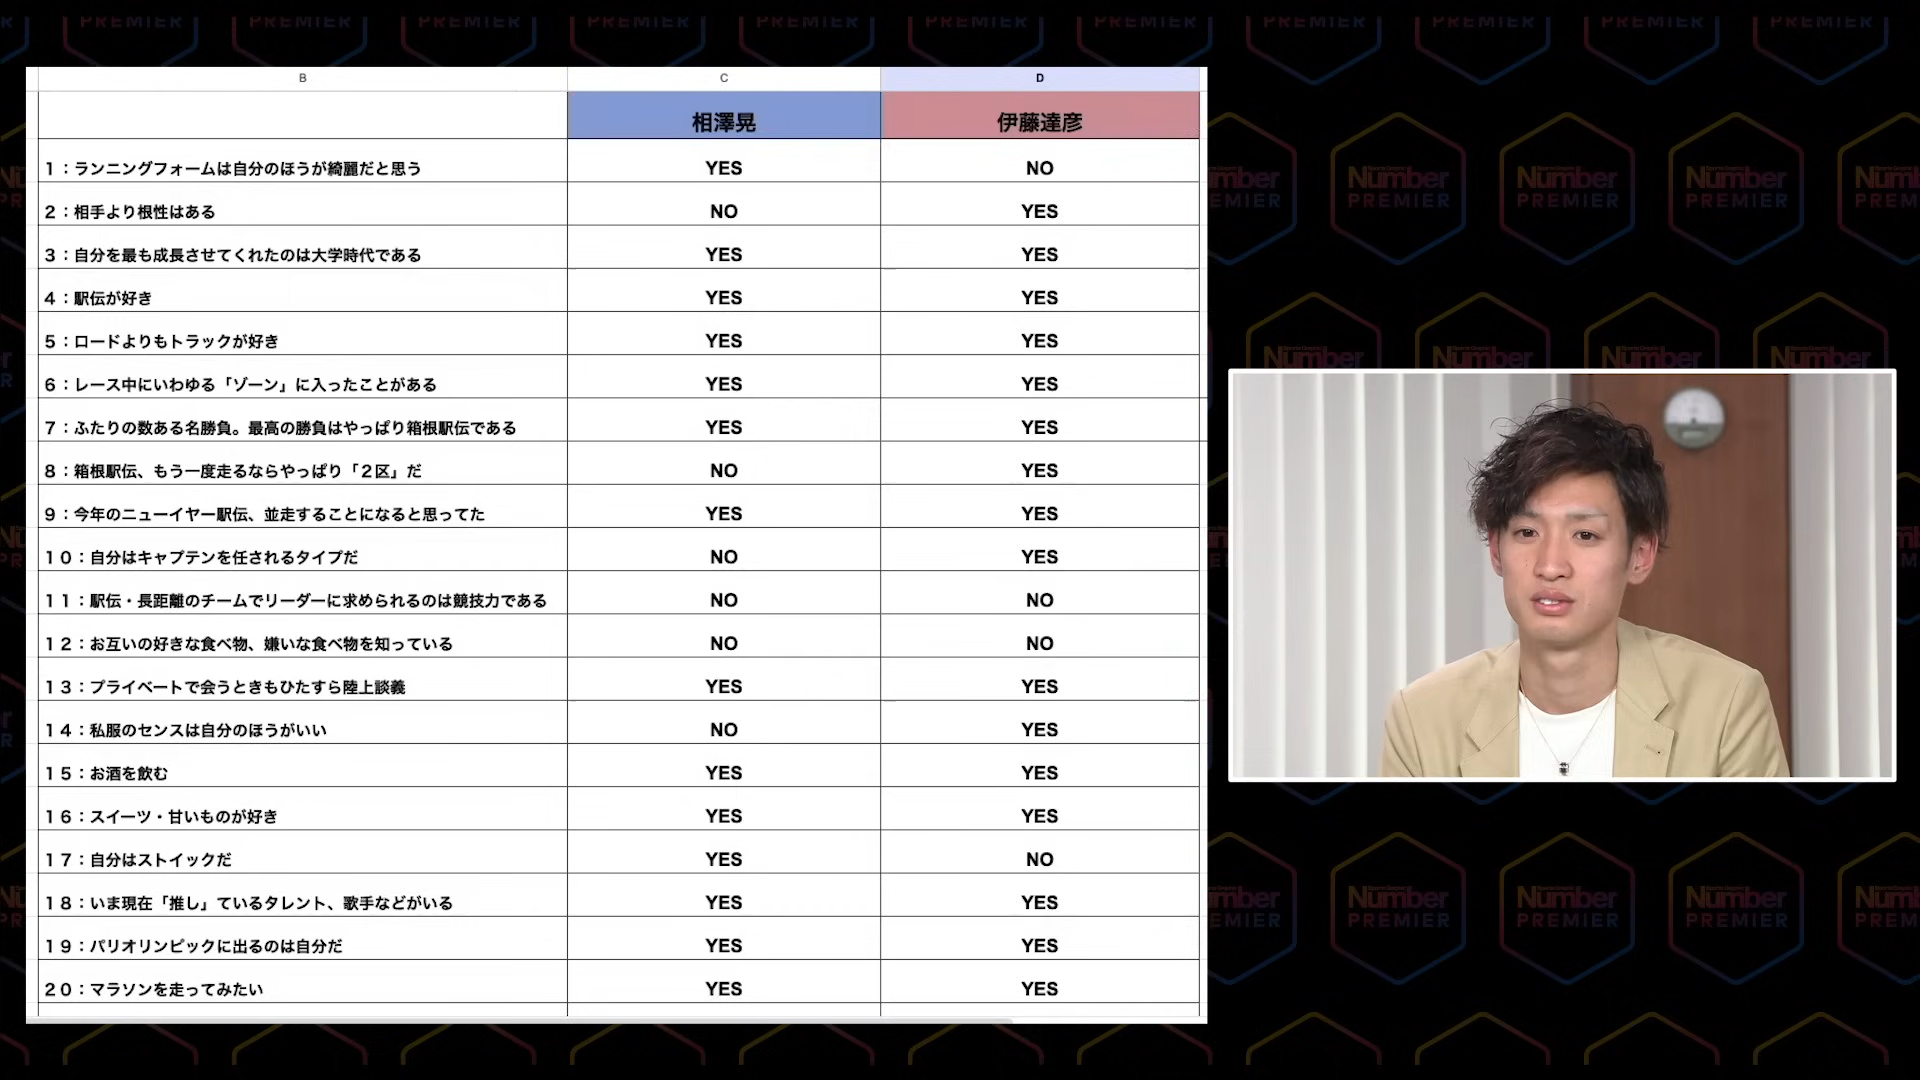 B C D
相澤晃 伊藤達彦
1：ランニングフォームは自分のほうが綺麗だと思う YES NO
2：相手より根性はある NO YES
3：自分を最も成長させてくれたのは大学時代である YES YES
4：駅伝が好き YES YES
5：ロードよりもトラックが好き YES YES
6：レース中にいわゆる「ゾーン」に入ったことがある YES YES
7：ふたりの数ある名勝負。最高の勝負はやっぱり箱根駅伝である YES YES
8：箱根駅伝、もう一度走るならやっぱり「2区」だ NO YES
9：今年のニューイヤー駅伝、並走することになると思ってた YES YES
10：自分はキャプテンを任されるタイプだ NO YES
11：駅伝・長距離のチームでリーダーに求められるのは競技力である NO NO
12：お互いの好きな食べ物、嫌いな食べ物を知っている NO NO
13：プライベートで会うときもひたすら陸上談義 YES YES
14：私服のセンスは自分のほうがいい NO YES
15：お酒を飲む YES YES
16：スイーツ・甘いものが好き YES YES
17：自分はストイックだ YES NO
18：いま現在「推し」ているタレント、歌手などがいる YES YES
19：パリオリンピックに出るのは自分だ YES YES
20：マラソンを走ってみたい YES YES
Number
PREMIER